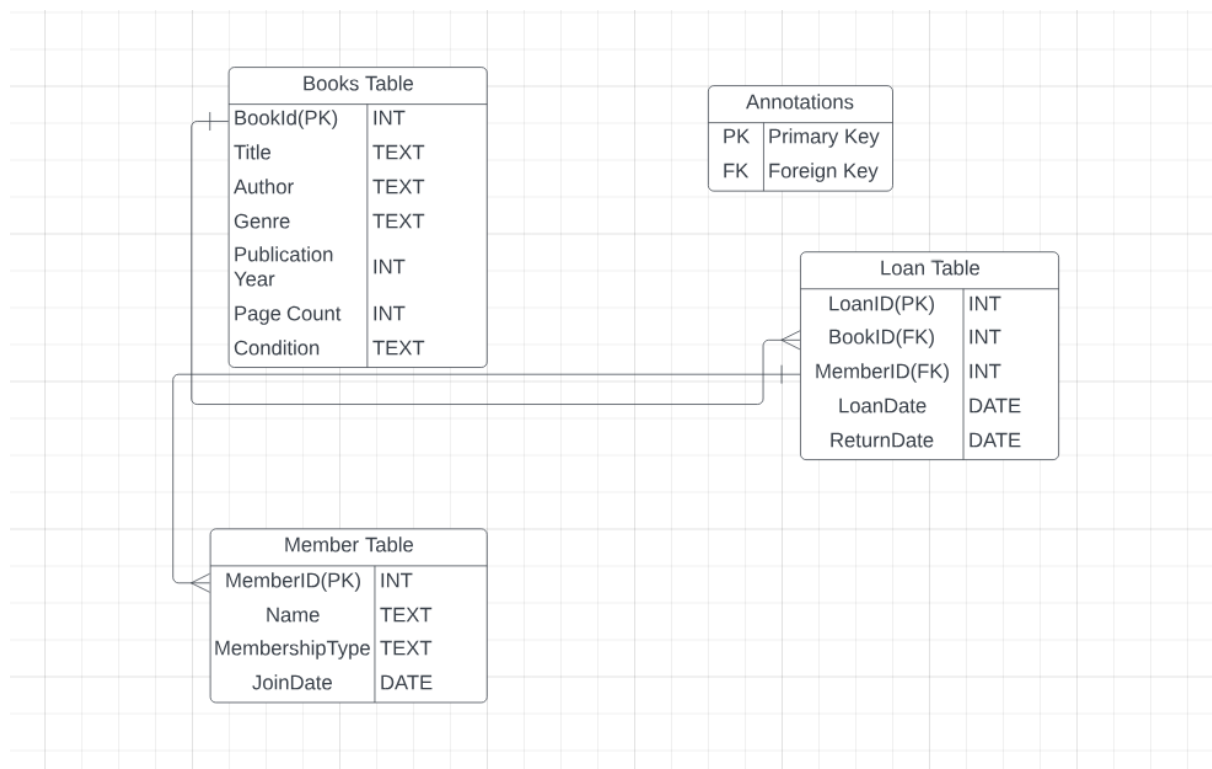 Books Table
BookId(PK) INT
Title TEXT
Author TEXT
Genre TEXT
Publication
Year INT
Page Count INT
Condition TEXT
Annotations
PK Primary Key
FK Foreign Key
Loan Table
LoanID(PK) INT
BookID(FK) INT
MemberID(FK) INT
LoanDate DATE
ReturnDate DATE
Member Table
MemberID(PK) INT
Name TEXT
MembershipType TEXT
JoinDate DATE